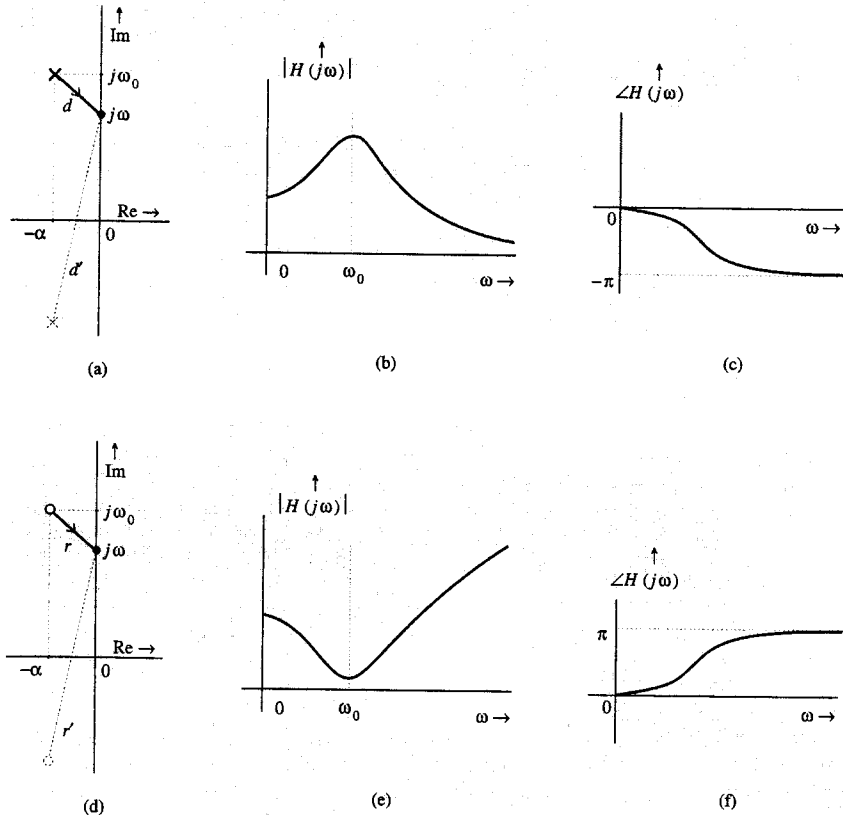 Im
jω₀
d
jω
Re →
−α
0
d′
(a)
|H(jω)|
0
ω₀
ω →
(b)
∠H(jω)
0
ω →
−π
(c)
Im
jω₀
r
jω
Re →
−α
0
r′
(d)
|H(jω)|
0
ω₀
ω →
(e)
∠H(jω)
π
0
ω →
(f)